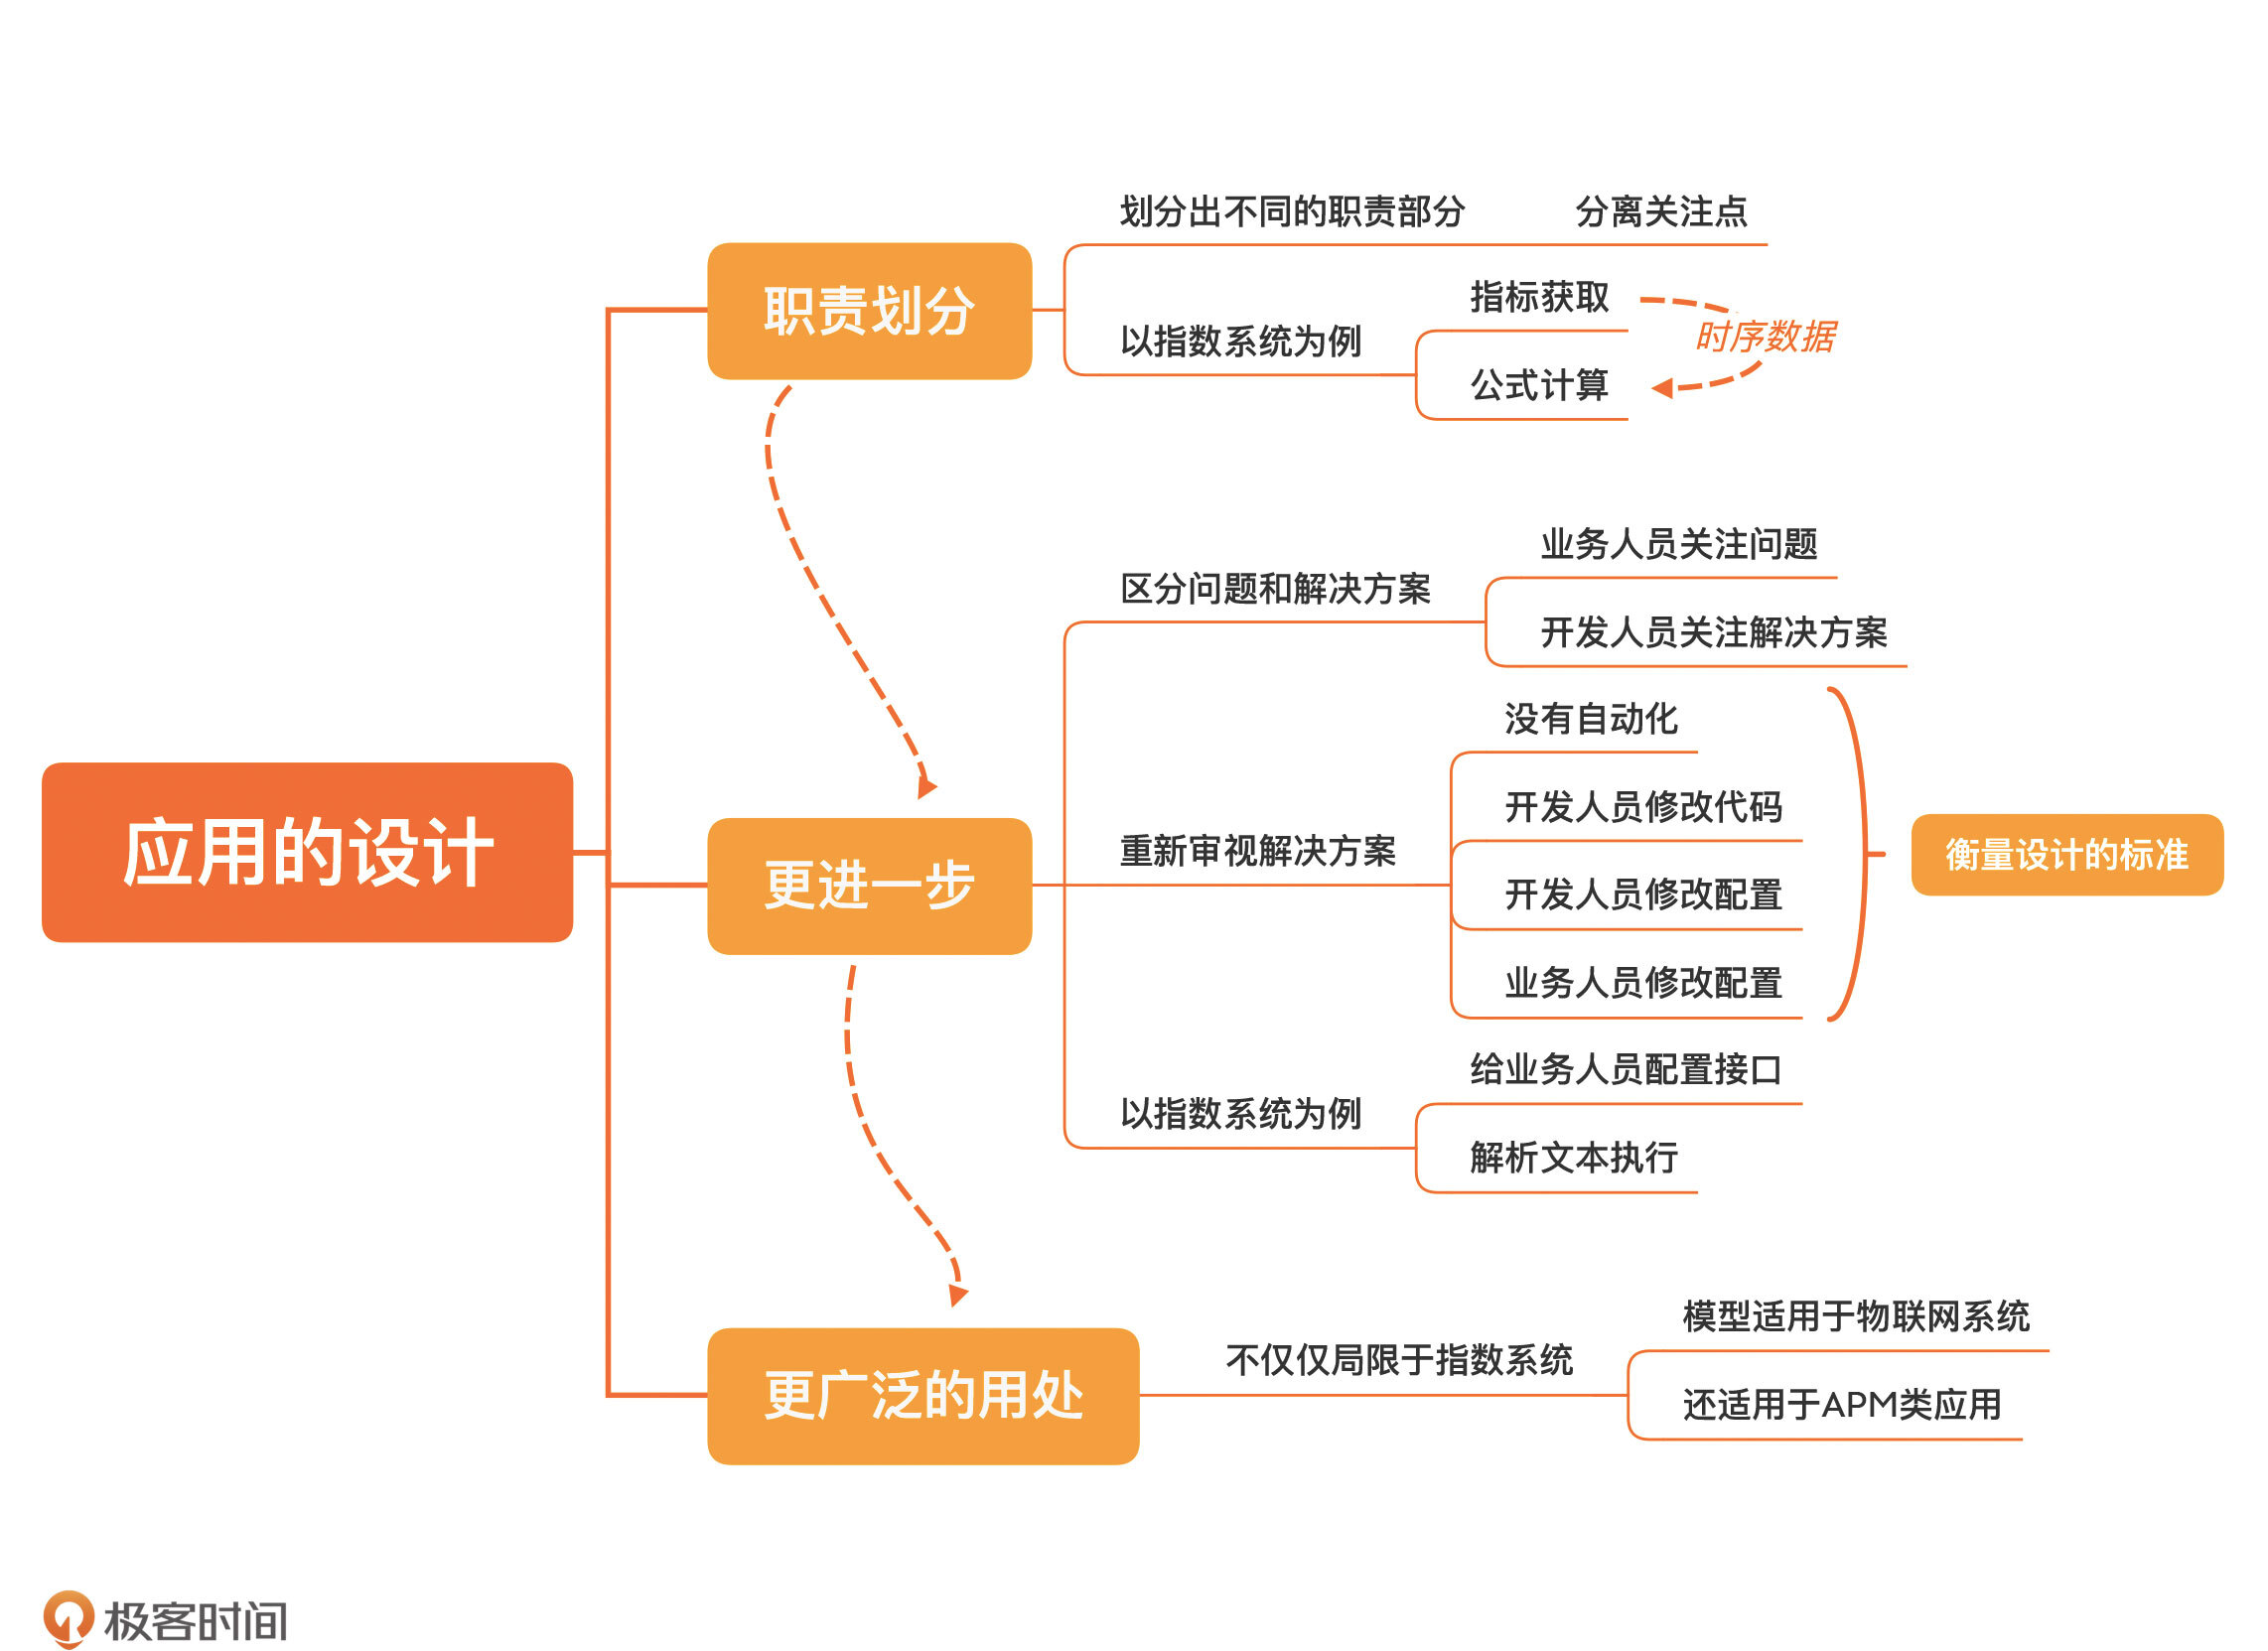 应用的设计
职责划分
划分出不同的职责部分 分离关注点
以指数系统为例
指标获取
时序数据
公式计算
更进一步
区分问题和解决方案
业务人员关注问题
开发人员关注解决方案
重新审视解决方案
没有自动化
开发人员修改代码
开发人员修改配置
业务人员修改配置
衡量设计的标准
以指数系统为例
给业务人员配置接口
解析文本执行
更广泛的用处
不仅仅局限于指数系统
模型适用于物联网系统
还适用于APM类应用
极客时间